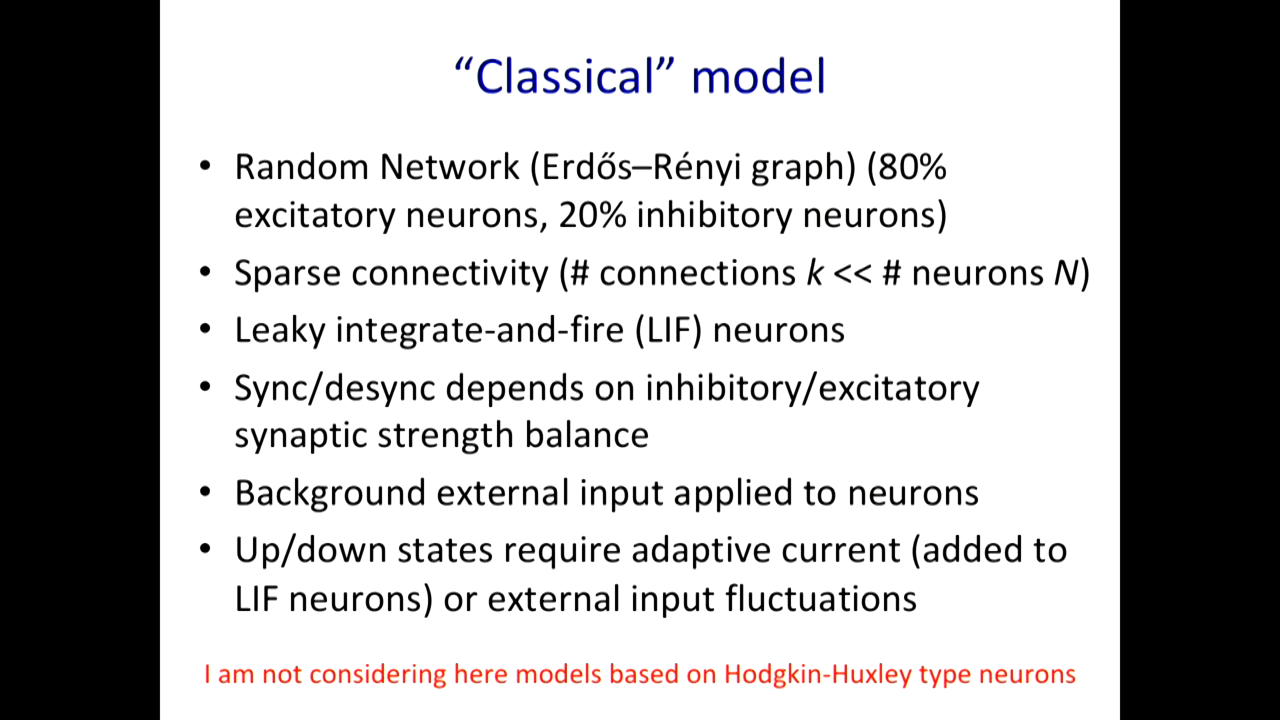 “Classical” model
• Random Network (Erdős–Rényi graph) (80%
excitatory neurons, 20% inhibitory neurons)
• Sparse connectivity (# connections k << # neurons N)
• Leaky integrate-and-fire (LIF) neurons
• Sync/desync depends on inhibitory/excitatory
synaptic strength balance
• Background external input applied to neurons
• Up/down states require adaptive current (added to
LIF neurons) or external input fluctuations
I am not considering here models based on Hodgkin-Huxley type neurons